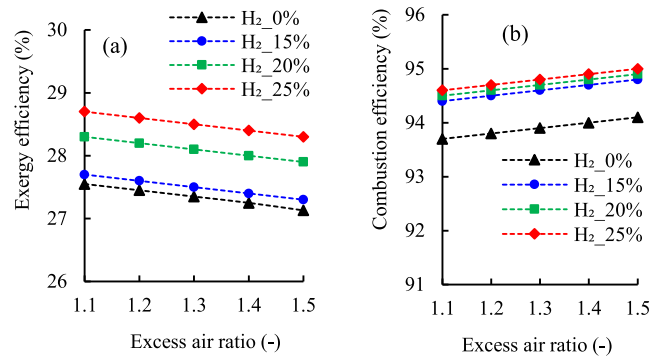 (a)
H₂_0%
H₂_15%
H₂_20%
H₂_25%
Exergy efficiency (%)
30
29
28
27
26
1.1 1.2 1.3 1.4 1.5
Excess air ratio (-)
(b)
H₂_0%
H₂_15%
H₂_20%
H₂_25%
Combustion efficiency (%)
96
95
94
93
92
91
1.1 1.2 1.3 1.4 1.5
Excess air ratio (-)